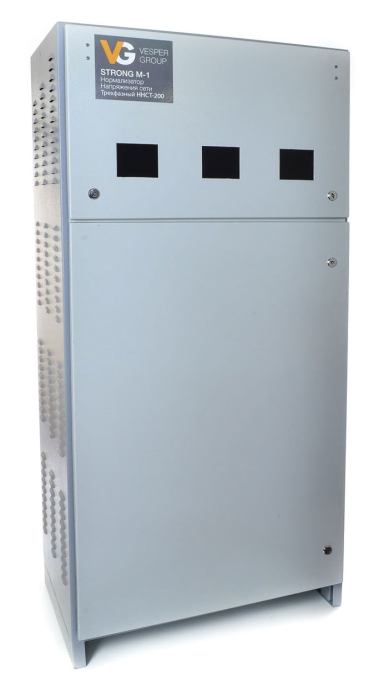 VG VESPER
GROUP
STRONG M-1
Нормализатор
Напряжения сети
Трехфазный ННСТ-200